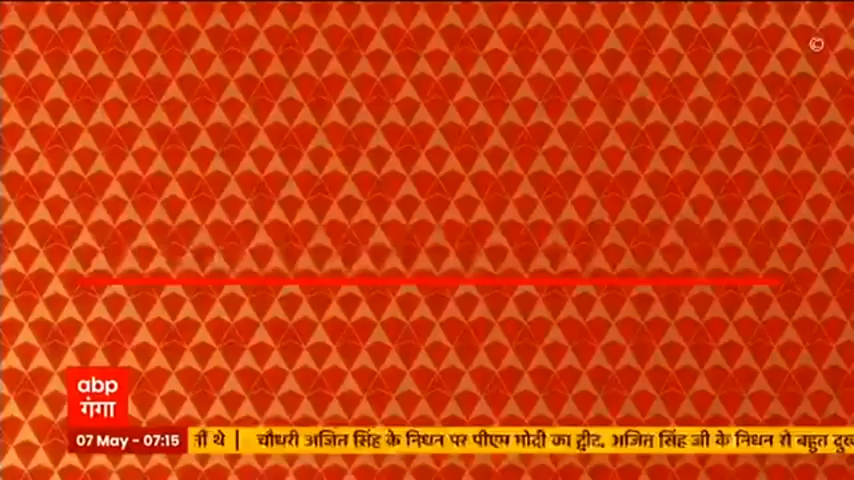 ©
abp
गंगा
07 May - 07:15
थे | चौधरी अजित सिंह के निधन पर पीएम मोदी का ट्वीट, अजित सिंह जी के निधन से बहुत